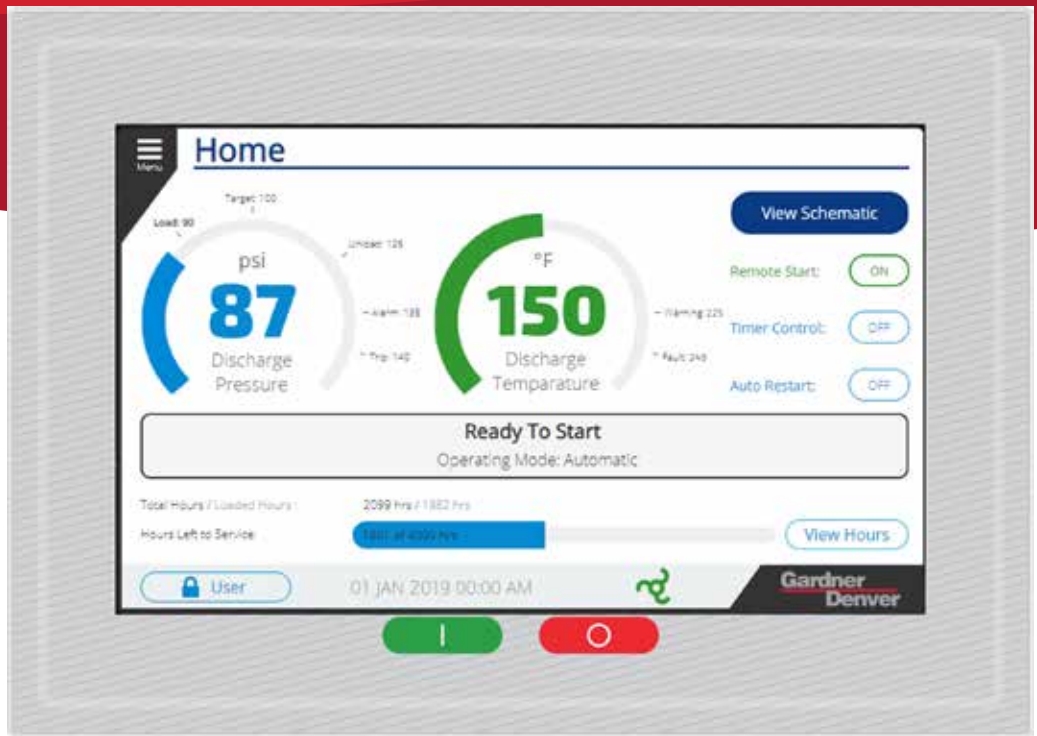 Menu
Home
Target: 100
Load: 90
Unload: 125
psi
87
Discharge
Pressure
Alarm: 135
Trip: 140
°F
150
Discharge
Temparature
Warning: 225
View Schematic
Remote Start: ON
Timer Control: OFF
Auto Restart: OFF
Ready To Start
Operating Mode: Automatic
Total Hours / Loaded Hours: 2099 hrs / 1882 hrs
Hours Left to Service
View Hours
User
01 JAN 2019 00:00 AM
Gardner
Denver